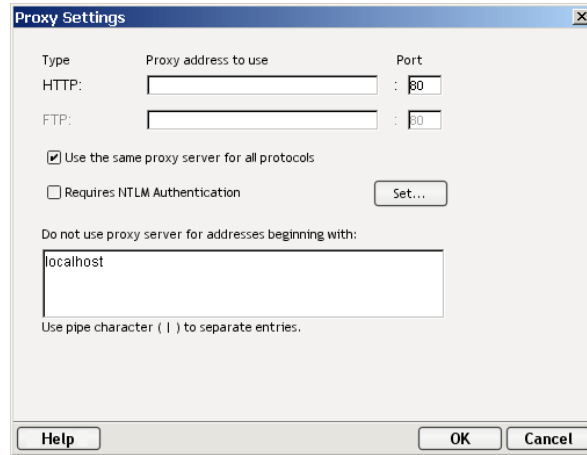 Proxy Settings
Type Proxy address to use Port
HTTP: : 80
FTP: : 80
Use the same proxy server for all protocols
Requires NTLM Authentication Set...
Do not use proxy server for addresses beginning with:
localhost
Use pipe character ( | ) to separate entries.
Help OK Cancel